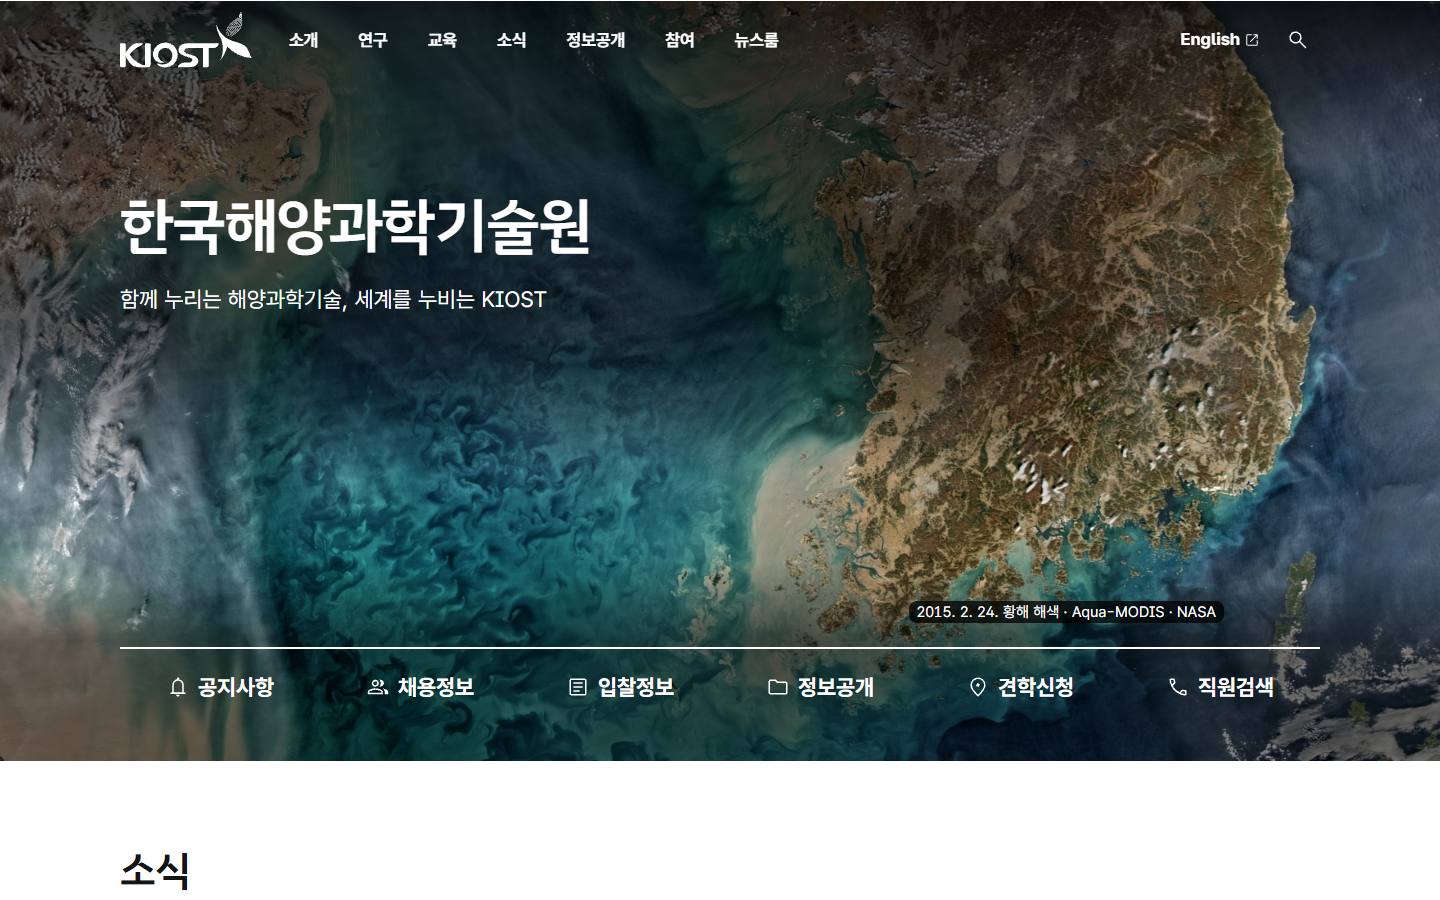 KIOST
소개 연구 교육 소식 정보공개 참여 뉴스룸 English
한국해양과학기술원
함께 누리는 해양과학기술, 세계를 누비는 KIOST
2015. 2. 24. 황해 해색 · Aqua-MODIS · NASA
공지사항 채용정보 입찰정보 정보공개 견학신청 직원검색
소식